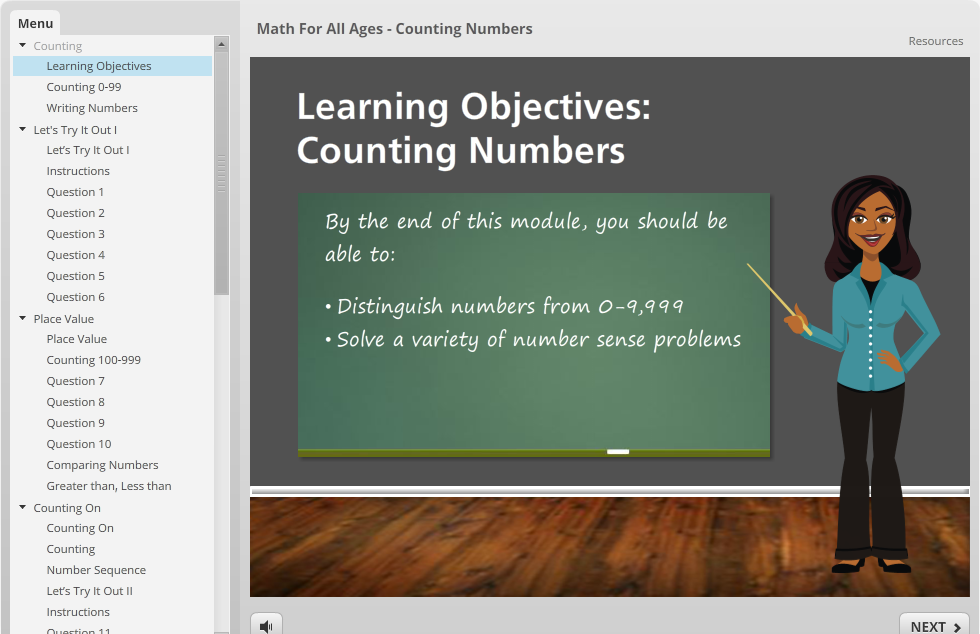 Menu
Counting
Learning Objectives
Counting 0-99
Writing Numbers
Let's Try It Out I
Let’s Try It Out I
Instructions
Question 1
Question 2
Question 3
Question 4
Question 5
Question 6
Place Value
Place Value
Counting 100-999
Question 7
Question 8
Question 9
Question 10
Comparing Numbers
Greater than, Less than
Counting On
Counting On
Counting
Number Sequence
Let’s Try It Out II
Instructions
Question 11
Math For All Ages - Counting Numbers
Resources
Learning Objectives:
Counting Numbers
By the end of this module, you should be
able to:
• Distinguish numbers from 0-9,999
• Solve a variety of number sense problems
NEXT